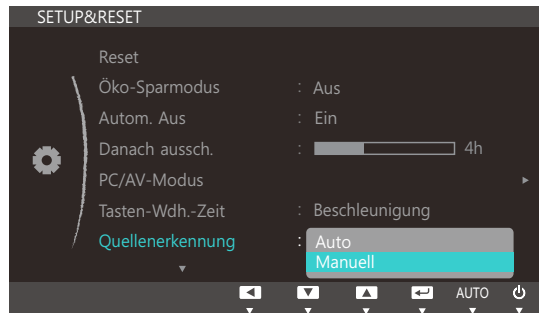 SETUP&RESET
Reset
Öko-Sparmodus : Aus
Autom. Aus : Ein
Danach aussch. : 4h
PC/AV-Modus
Tasten-Wdh.-Zeit : Beschleunigung
Quellenerkennung : Auto
Manuell
AUTO